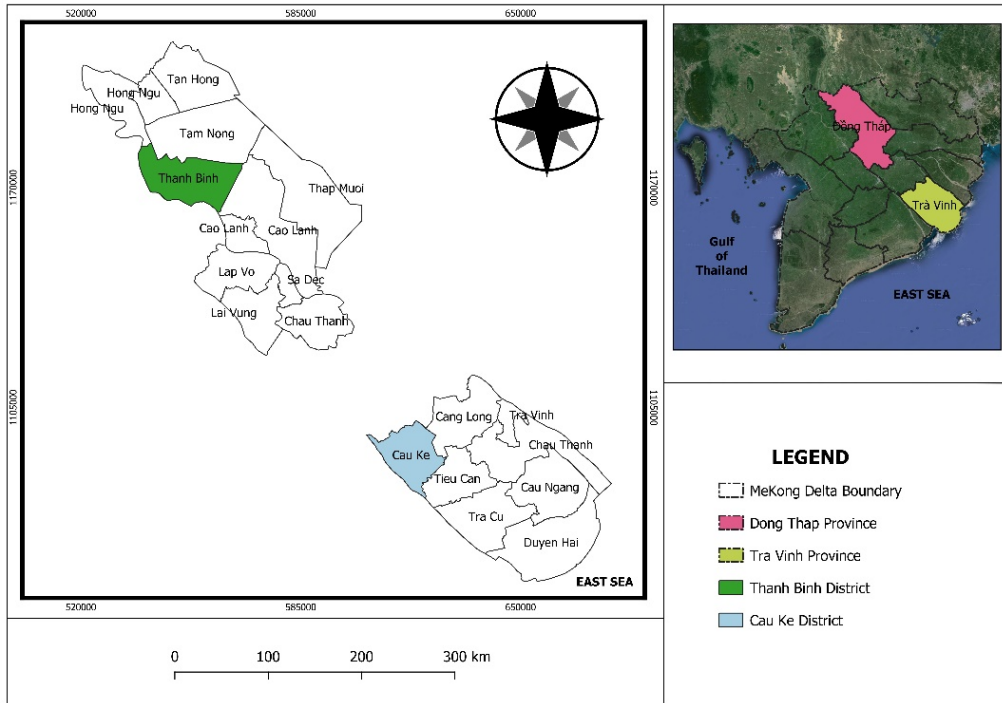 520000
585000
650000
Tan Hong
Hong Ngu
Hong Ngu
Tam Nong
Thanh Binh
Thap Muoi
Cao Lanh
Cao Lanh
Lap Vo
Sa Dec
Lai Vung
Chau Thanh
1170000
1170000
1105000
1105000
Cang Long
Tra Vinh
Chau Thanh
Cau Ke
Tieu Can
Cau Ngang
Tra Cu
Duyen Hai
EAST SEA
520000
585000
650000
0
100
200
300 km
Đồng Tháp
Trà Vinh
Gulf
of
Thailand
EAST SEA
LEGEND
MeKong Delta Boundary
Dong Thap Province
Tra Vinh Province
Thanh Binh District
Cau Ke District